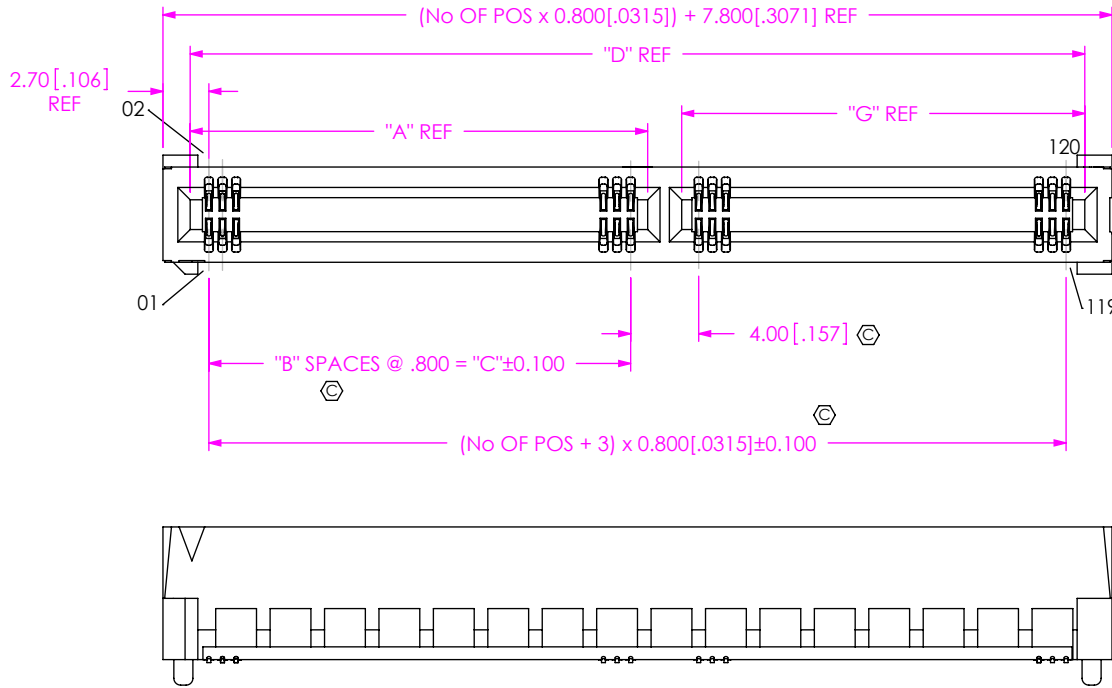 (No OF POS x 0.800[.0315]) + 7.800[.3071] REF
"D" REF
2.70[.106]
REF
02
"A" REF
"G" REF
120
01
119
4.00[.157] C
"B" SPACES @ .800 = "C"±0.100
C
C
(No OF POS + 3) x 0.800[.0315]±0.100